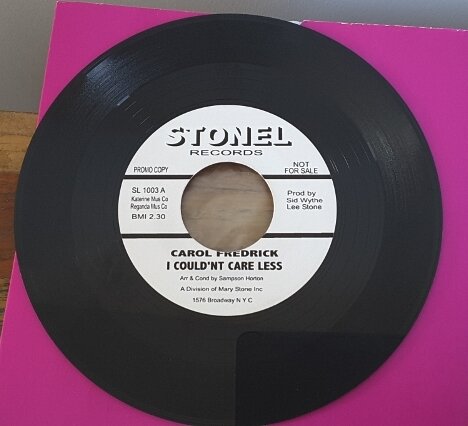 STONEL
RECORDS
PROMO COPY
NOT
FOR SALE
SL 1003 A
Katerine Mus Co
Reganda Mus Co
BMI 2.30
Prod by
Sid Wythe
Lee Stone
CAROL FREDRICK
I COULD'NT CARE LESS
Arr & Cond by Sampson Horton
A Division of Mary Stone Inc
1576 Broadway N Y C